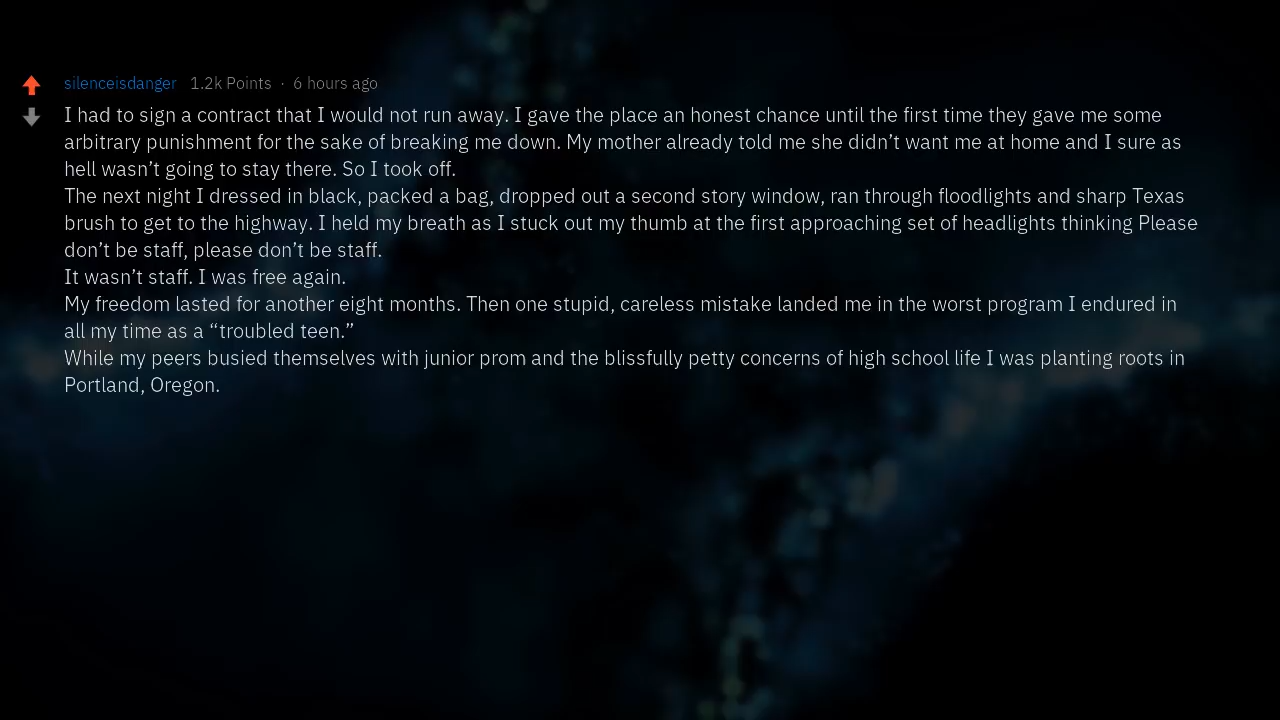 silenceisdanger 1.2k Points · 6 hours ago
I had to sign a contract that I would not run away. I gave the place an honest chance until the first time they gave me some
arbitrary punishment for the sake of breaking me down. My mother already told me she didn’t want me at home and I sure as
hell wasn’t going to stay there. So I took off.
The next night I dressed in black, packed a bag, dropped out a second story window, ran through floodlights and sharp Texas
brush to get to the highway. I held my breath as I stuck out my thumb at the first approaching set of headlights thinking Please
don’t be staff, please don’t be staff.
It wasn’t staff. I was free again.
My freedom lasted for another eight months. Then one stupid, careless mistake landed me in the worst program I endured in
all my time as a “troubled teen.”
While my peers busied themselves with junior prom and the blissfully petty concerns of high school life I was planting roots in
Portland, Oregon.